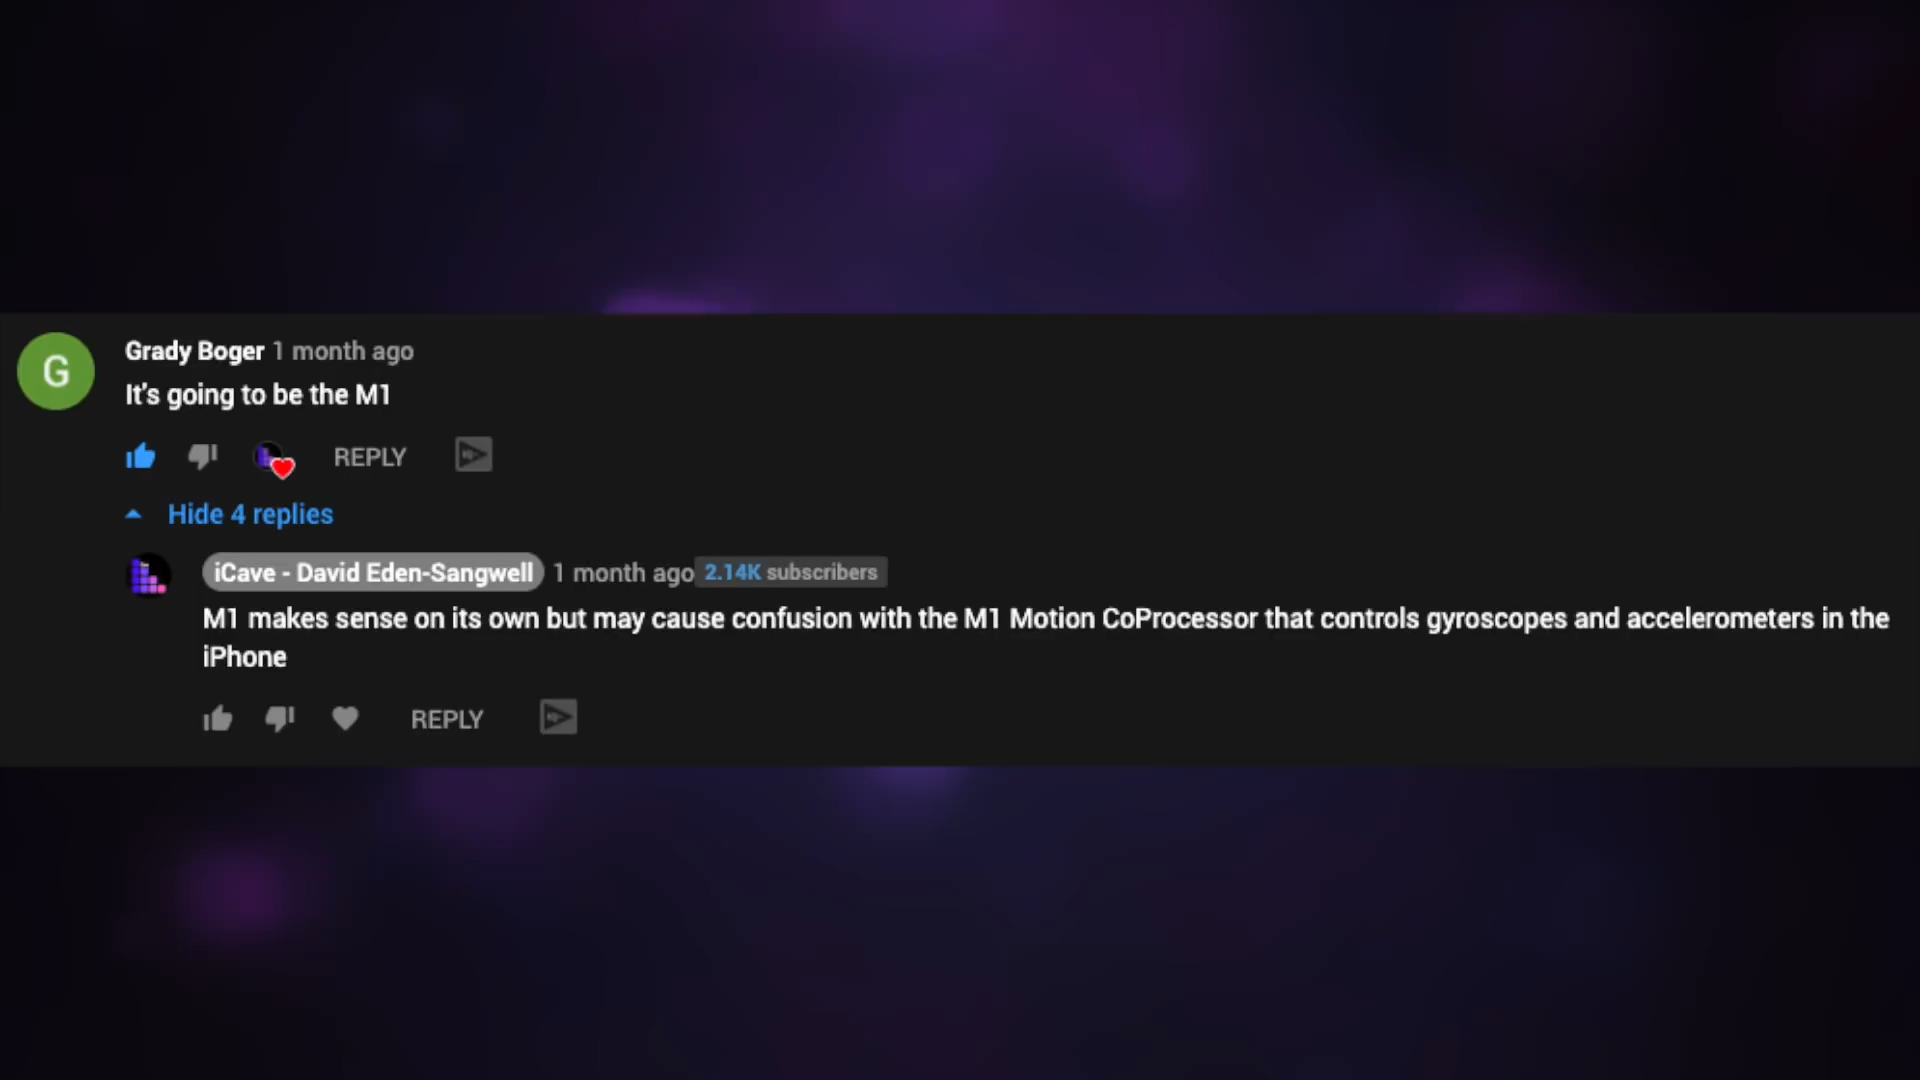 G
Grady Boger 1 month ago
It's going to be the M1
REPLY
Hide 4 replies
iCave - David Eden-Sangwell 1 month ago 2.14K subscribers
M1 makes sense on its own but may cause confusion with the M1 Motion CoProcessor that controls gyroscopes and accelerometers in the
iPhone
REPLY